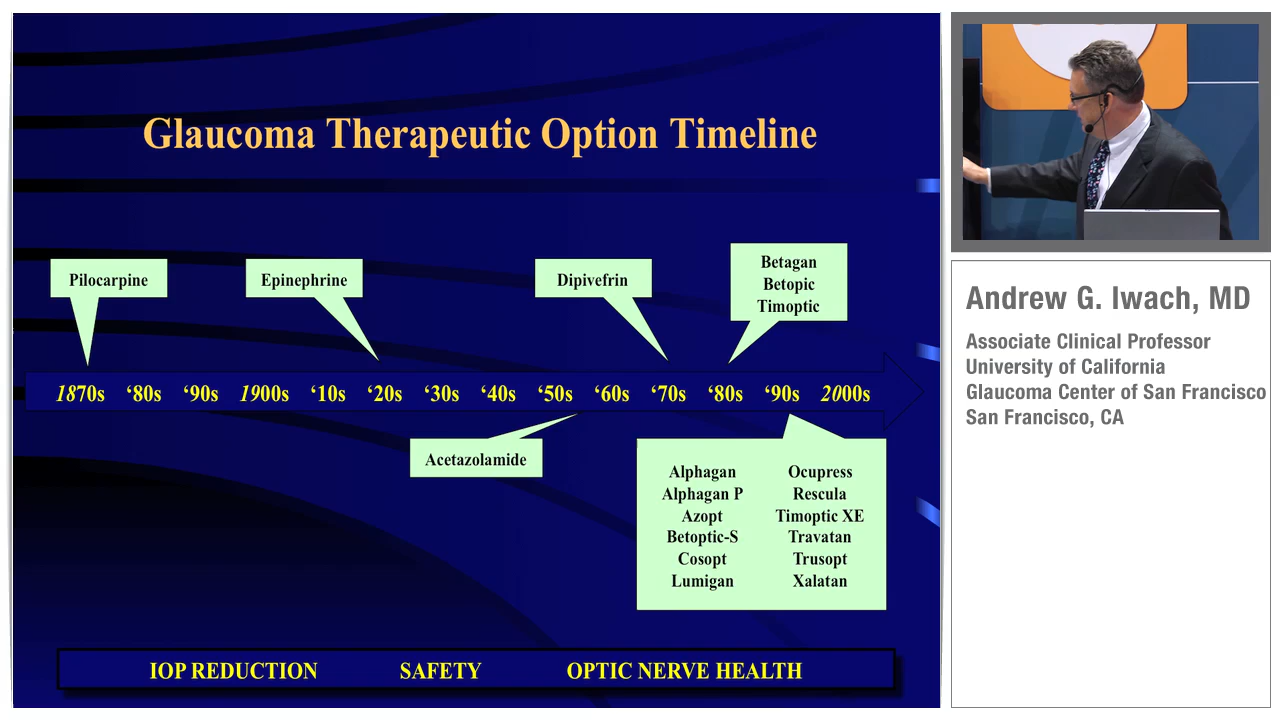 Glaucoma Therapeutic Option Timeline
Pilocarpine
Epinephrine
Dipivefrin
Betagan
Betopic
Timoptic
1870s ‘80s ‘90s 1900s ‘10s ‘20s ‘30s ‘40s ‘50s ‘60s ‘70s ‘80s ‘90s 2000s
Acetazolamide
Alphagan
Alphagan P
Azopt
Betoptic-S
Cosopt
Lumigan
Ocupress
Rescula
Timoptic XE
Travatan
Trusopt
Xalatan
IOP REDUCTION SAFETY OPTIC NERVE HEALTH
Andrew G. Iwach, MD
Associate Clinical Professor
University of California
Glaucoma Center of San Francisco
San Francisco, CA